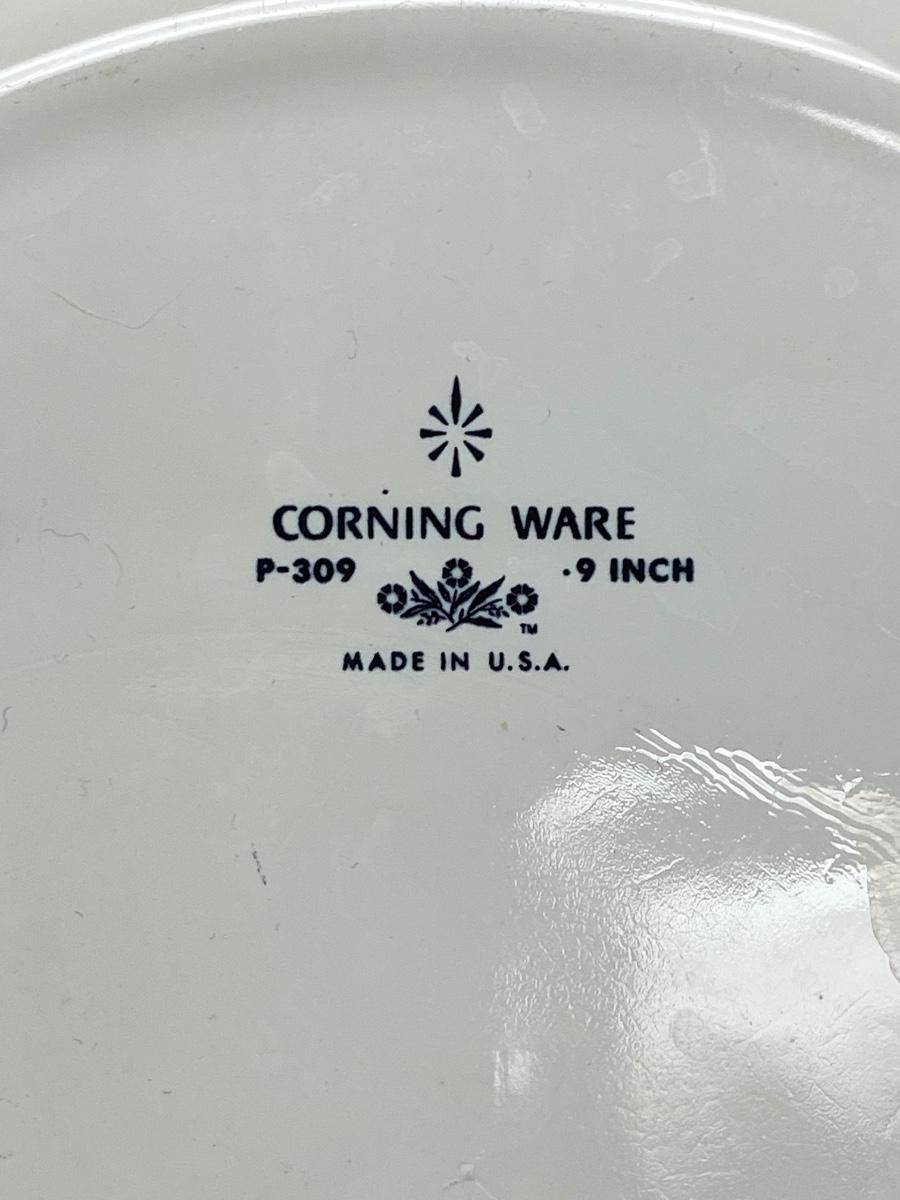 CORNING WARE
P-309 ·9 INCH
TM
MADE IN U.S.A.